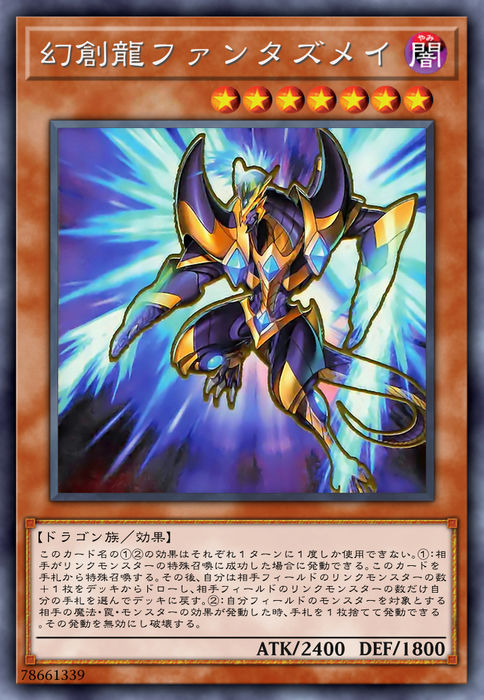 幻創龍ファンタズメイ
やみ
闇
【ドラゴン族／効果】
このカード名の①②の効果はそれぞれ１ターンに１度しか使用できない。①：相
手がリンクモンスターの特殊召喚に成功した場合に発動できる。このカードを
手札から特殊召喚する。その後、自分は相手フィールドのリンクモンスターの数
＋１枚をデッキからドローし、相手フィールドのリンクモンスターの数だけ自
分の手札を選んでデッキに戻す。②：自分フィールドのモンスターを対象とする
相手の魔法・罠・モンスターの効果が発動した時、手札を１枚捨てて発動できる
。その発動を無効にし破壊する。
ATK/2400 DEF/1800
78661339